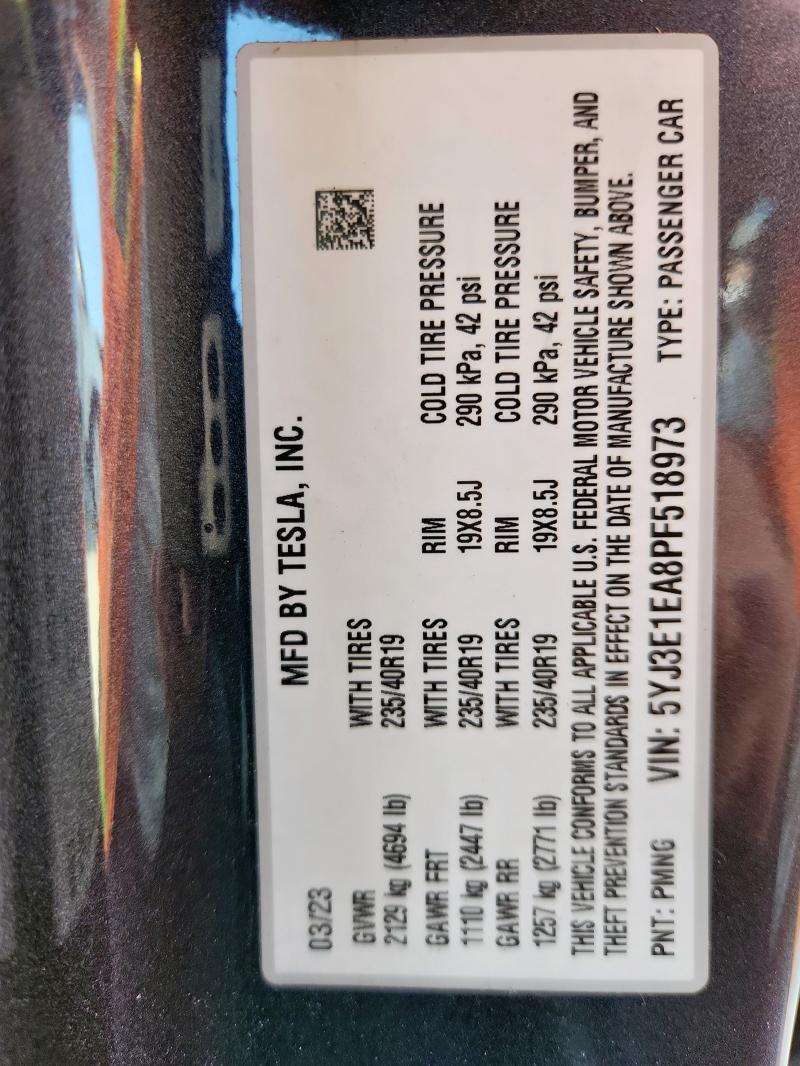 MFD BY TESLA, INC.
03/23
GVWR WITH TIRES
2129 kg (4694 lb) 235/40R19
GAWR FRT WITH TIRES RIM COLD TIRE PRESSURE
1110 kg (2447 lb) 235/40R19 19X8.5J 290 kPa, 42 psi
GAWR RR WITH TIRES RIM COLD TIRE PRESSURE
1257 kg (2771 lb) 235/40R19 19X8.5J 290 kPa, 42 psi
THIS VEHICLE CONFORMS TO ALL APPLICABLE U.S. FEDERAL MOTOR VEHICLE SAFETY, BUMPER, AND
THEFT PREVENTION STANDARDS IN EFFECT ON THE DATE OF MANUFACTURE SHOWN ABOVE.
PNT: PMNG VIN: 5YJ3E1EA8PF518973 TYPE: PASSENGER CAR